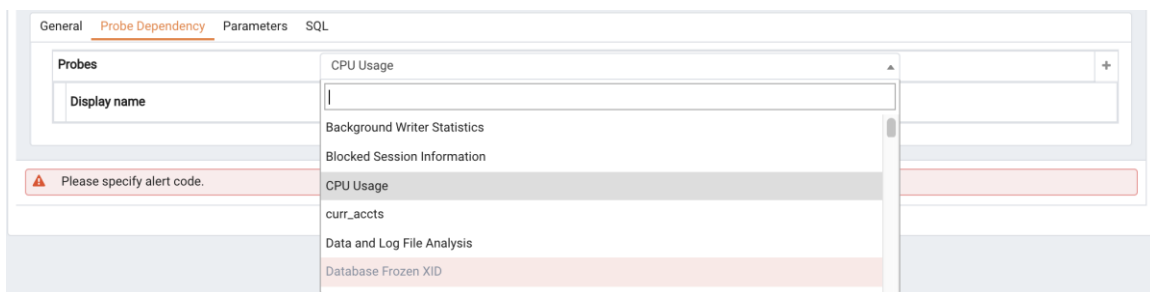 General Probe Dependency Parameters SQL
Probes CPU Usage +
Display name
Background Writer Statistics
Blocked Session Information
Please specify alert code.
CPU Usage
curr_accts
Data and Log File Analysis
Database Frozen XID